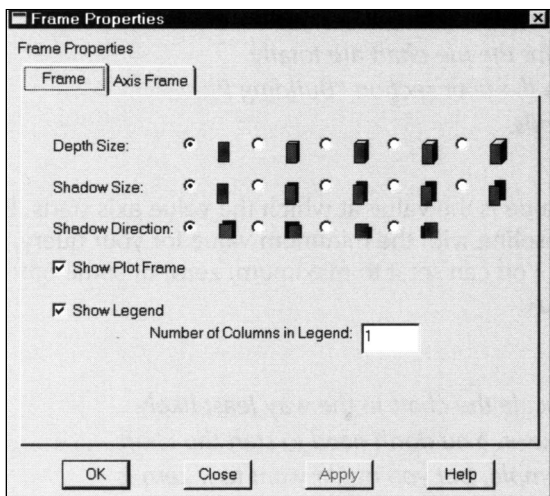 Frame Properties
Frame Properties
Frame
Axis Frame
Depth Size:
Shadow Size:
Shadow Direction:
Show Plot Frame
Show Legend
Number of Columns in Legend: 1
OK
Close
Apply
Help